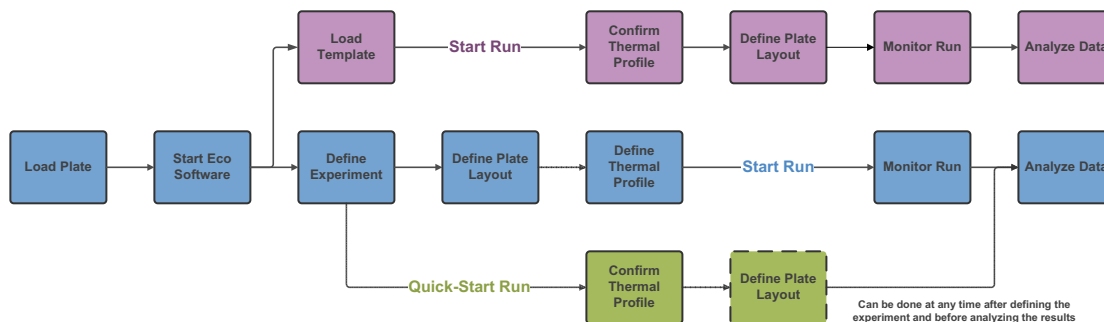 Load
Template
Start Run
Confirm
Thermal
Profile
Define Plate
Layout
Monitor Run
Analyze Data
Load Plate
Start Eco
Software
Define
Experiment
Define Plate
Layout
Define
Thermal
Profile
Start Run
Monitor Run
Analyze Data
Quick-Start Run
Confirm
Thermal
Profile
Define Plate
Layout
Can be done at any time after defining the
experiment and before analyzing the results